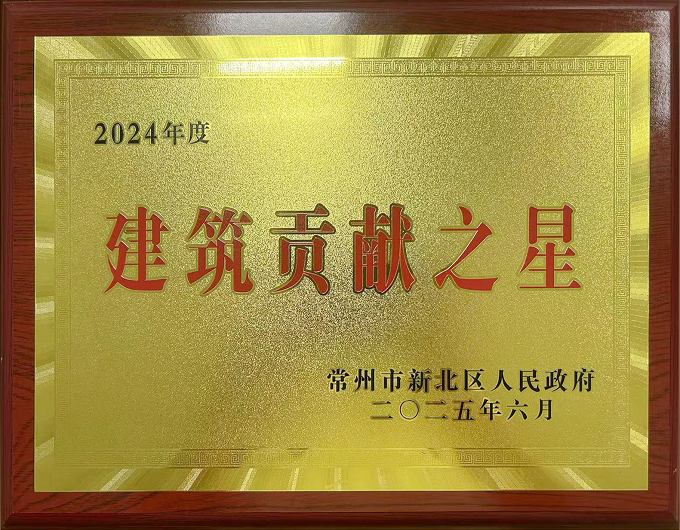 2024年度
建筑贡献之星
常州市新北区人民政府
二〇二五年六月